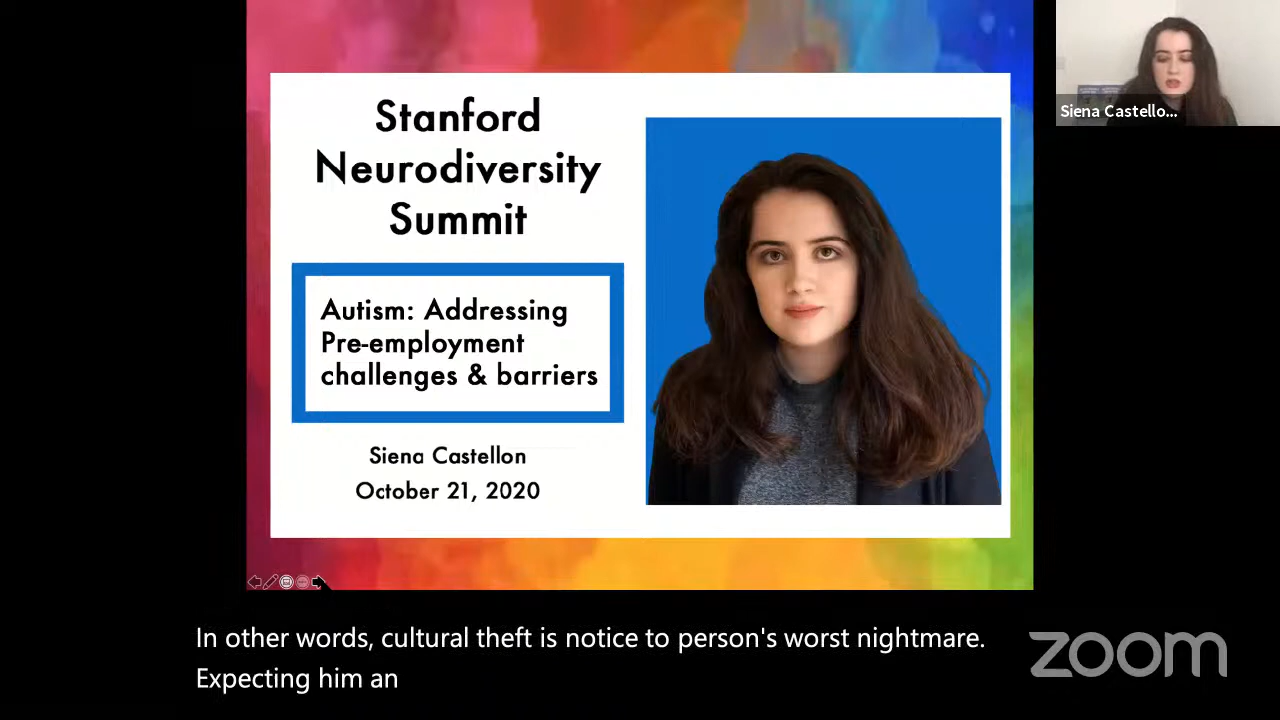 Stanford
Neurodiversity
Summit
Autism: Addressing
Pre-employment
challenges & barriers
Siena Castellon
October 21, 2020
Siena Castello...
In other words, cultural theft is notice to person's worst nightmare.
Expecting him an
zoom